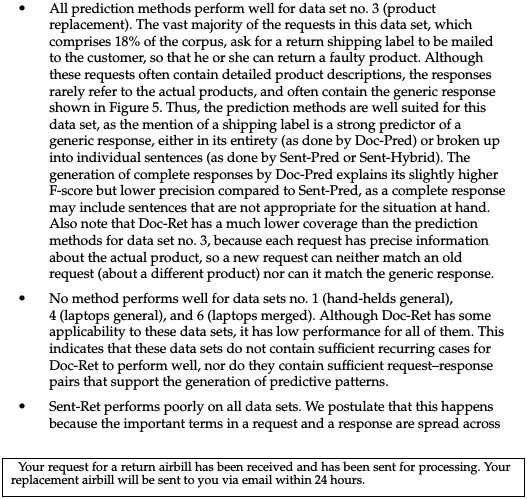 • All prediction methods perform well for data set no. 3 (product
replacement). The vast majority of the requests in this data set, which
comprises 18% of the corpus, ask for a return shipping label to be mailed
to the customer, so that he or she can return a faulty product. Although
these requests often contain detailed product descriptions, the responses
rarely refer to the actual products, and often contain the generic response
shown in Figure 5. Thus, the prediction methods are well suited for this
data set, as the mention of a shipping label is a strong predictor of a
generic response, either in its entirety (as done by Doc-Pred) or broken up
into individual sentences (as done by Sent-Pred or Sent-Hybrid). The
generation of complete responses by Doc-Pred explains its slightly higher
F-score but lower precision compared to Sent-Pred, as a complete response
may include sentences that are not appropriate for the situation at hand.
Also note that Doc-Ret has a much lower coverage than the prediction
methods for data set no. 3, because each request has precise information
about the actual product, so a new request can neither match an old
request (about a different product) nor can it match the generic response.
• No method performs well for data sets no. 1 (hand-helds general),
4 (laptops general), and 6 (laptops merged). Although Doc-Ret has some
applicability to these data sets, it has low performance for all of them. This
indicates that these data sets do not contain sufficient recurring cases for
Doc-Ret to perform well, nor do they contain sufficient request–response
pairs that support the generation of predictive patterns.
• Sent-Ret performs poorly on all data sets. We postulate that this happens
because the important terms in a request and a response are spread across
Your request for a return airbill has been received and has been sent for processing. Your
replacement airbill will be sent to you via email within 24 hours.